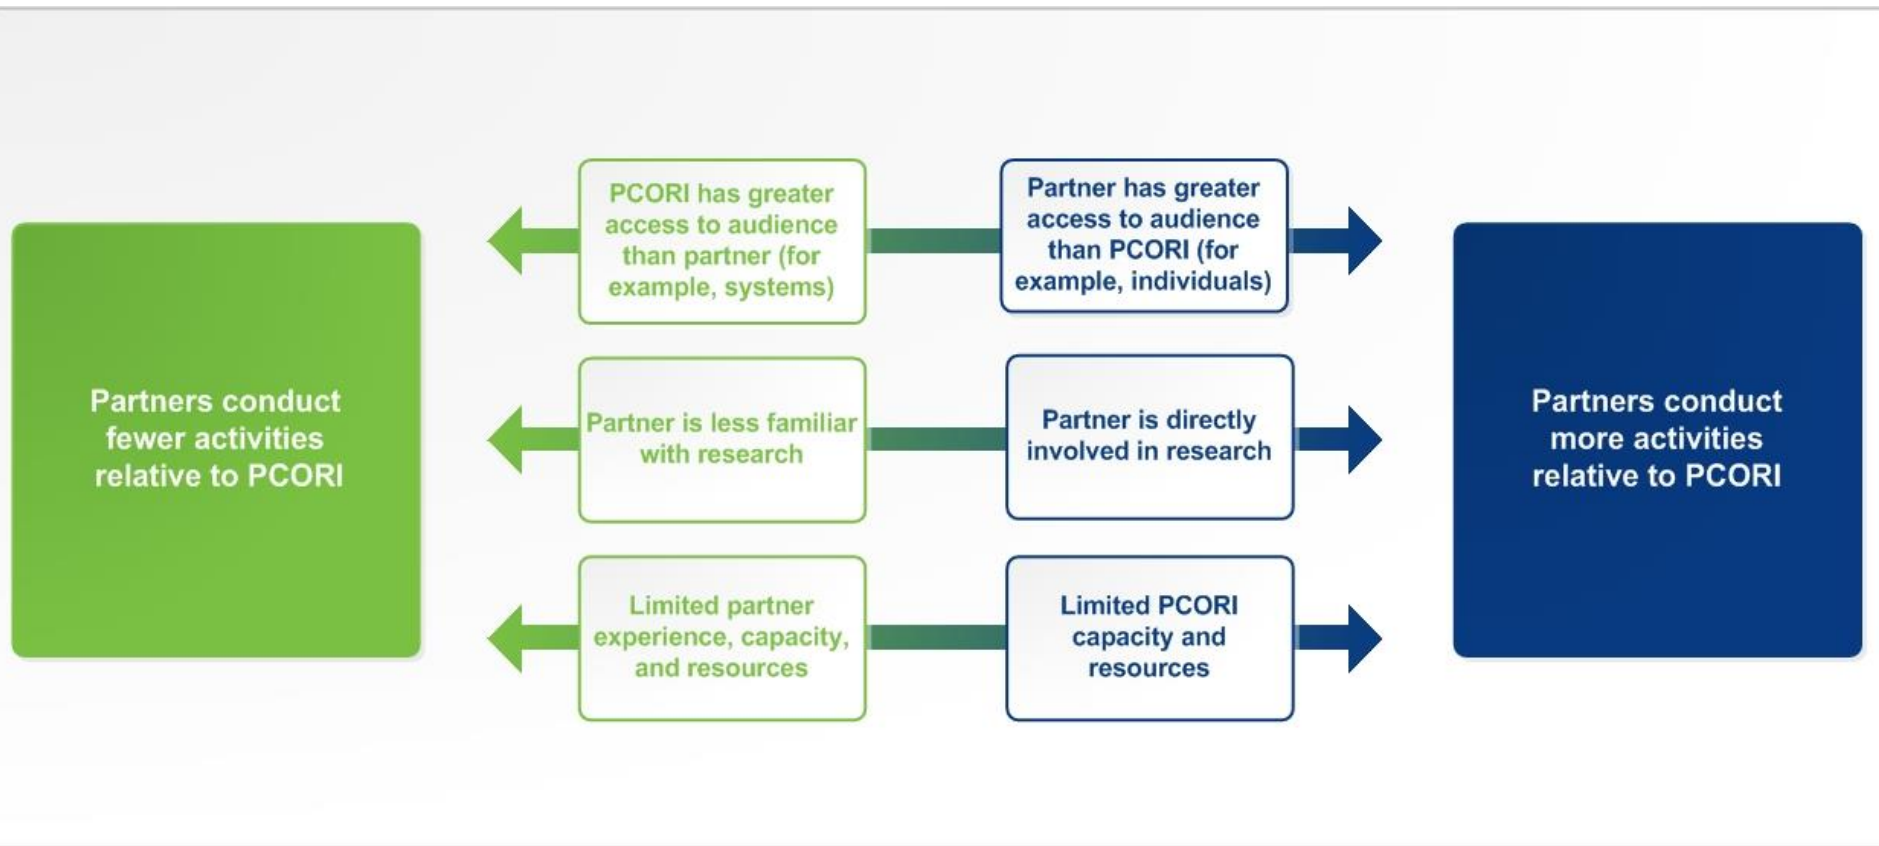 Partners conduct
fewer activities
relative to PCORI
PCORI has greater
access to audience
than partner (for
example, systems)
Partner has greater
access to audience
than PCORI (for
example, individuals)
Partner is less familiar
with research
Partner is directly
involved in research
Limited partner
experience, capacity,
and resources
Limited PCORI
capacity and
resources
Partners conduct
more activities
relative to PCORI